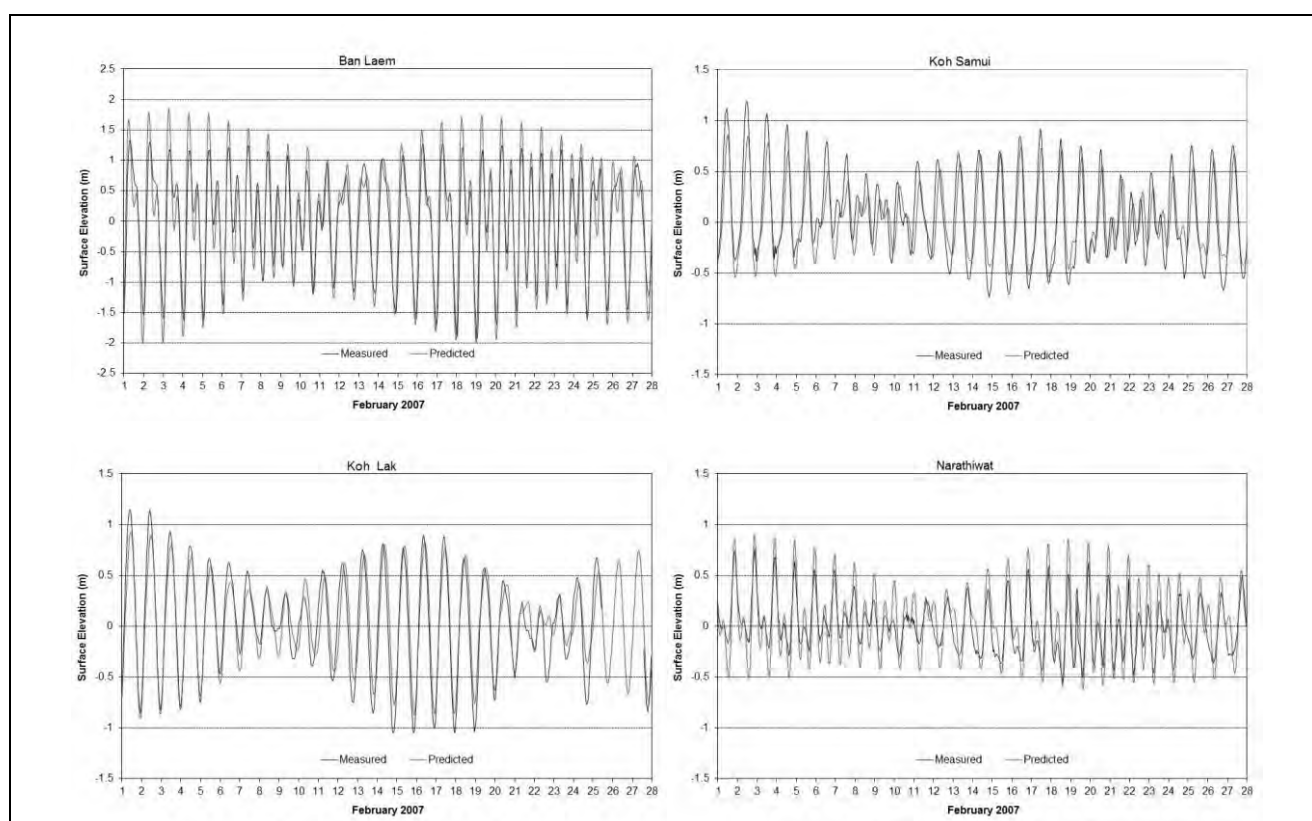 Ban Laem
2.5
2
1.5
1
0.5
0
-0.5
-1
-1.5
-2
-2.5
Surface Elevation (m)
Measured Predicted
1 2 3 4 5 6 7 8 9 10 11 12 13 14 15 16 17 18 19 20 21 22 23 24 25 26 27 28
February 2007
Koh Samui
1.5
1
0.5
0
-0.5
-1
-1.5
Surface Elevation (m)
Measured Predicted
1 2 3 4 5 6 7 8 9 10 11 12 13 14 15 16 17 18 19 20 21 22 23 24 25 26 27 28
February 2007
Koh Lak
1.5
1
0.5
0
-0.5
-1
-1.5
Surface Elevation (m)
Measured Predicted
1 2 3 4 5 6 7 8 9 10 11 12 13 14 15 16 17 18 19 20 21 22 23 24 25 26 27 28
February 2007
Narathiwat
1.5
1
0.5
0
-0.5
-1
-1.5
Surface Elevation (m)
Measured Predicted
1 2 3 4 5 6 7 8 9 10 11 12 13 14 15 16 17 18 19 20 21 22 23 24 25 26 27 28
February 2007